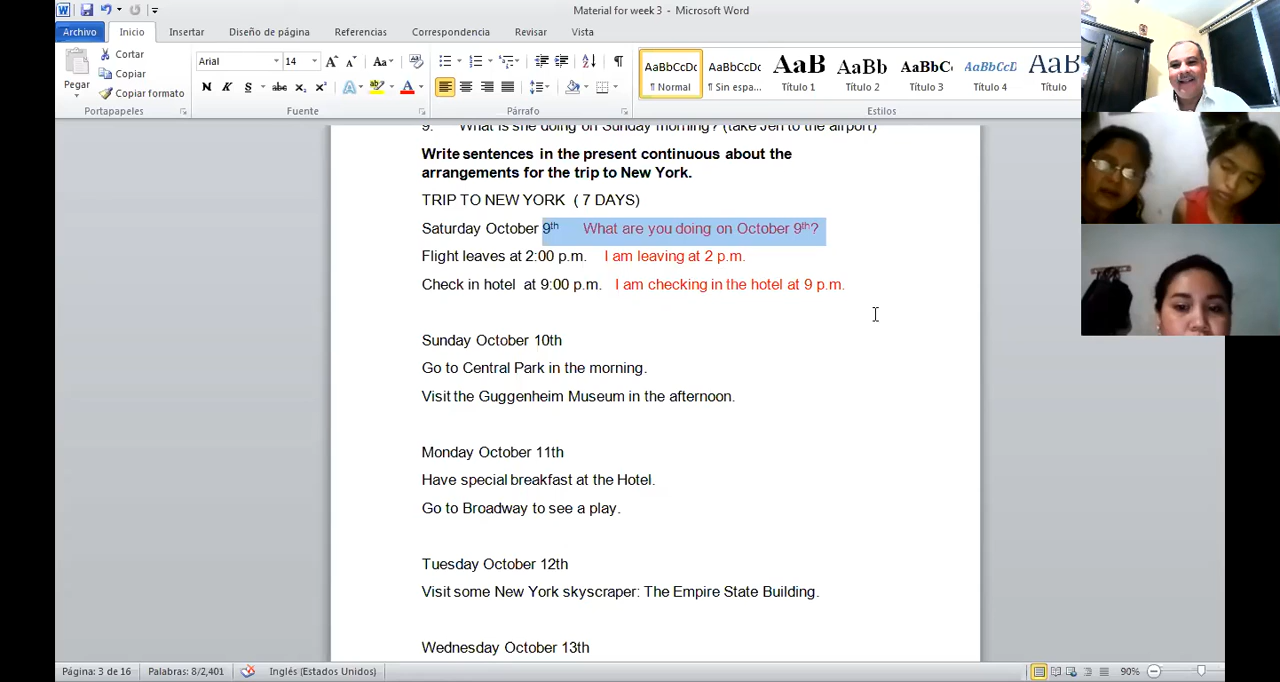 Material for week 3 - Microsoft Word
Archivo Inicio Insertar Diseño de página Referencias Correspondencia Revisar Vista
Pegar
Cortar
Copiar
Copiar formato
Portapapeles
Arial 14
N K S abc x₂ x² A
Fuente
Párrafo
AaBbCcDc AaBbCcDc AaB AaBb AaBbC AaBbCcD AaB
¶ Normal ¶ Sin espa... Título 1 Título 2 Título 3 Título 4 Título
Estilos
9. What is she doing on Sunday morning? (take Jen to the airport)
Write sentences in the present continuous about the
arrangements for the trip to New York.
TRIP TO NEW YORK ( 7 DAYS)
Saturday October 9th What are you doing on October 9th?
Flight leaves at 2:00 p.m. I am leaving at 2 p.m.
Check in hotel at 9:00 p.m. I am checking in the hotel at 9 p.m.
Sunday October 10th
Go to Central Park in the morning.
Visit the Guggenheim Museum in the afternoon.
Monday October 11th
Have special breakfast at the Hotel.
Go to Broadway to see a play.
Tuesday October 12th
Visit some New York skyscraper: The Empire State Building.
Wednesday October 13th
Página: 3 de 16 Palabras: 8/2,401 Inglés (Estados Unidos) 90%